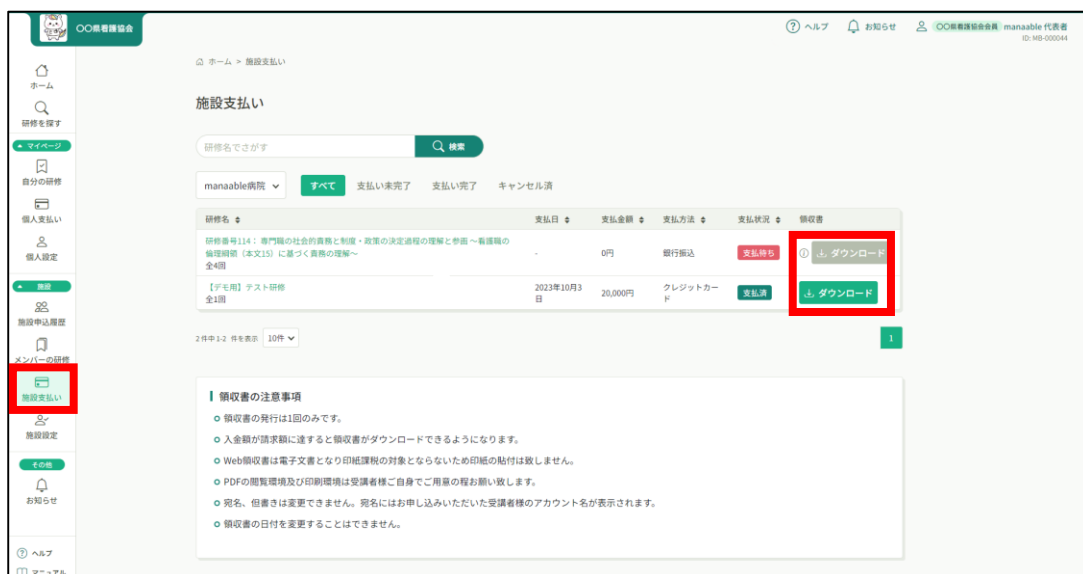 〇〇県看護協会
ヘルプ
お知らせ
〇〇県看護協会会員 manaable 代表者
ID: MB-000044
ホーム
研修を探す
マイページ
自分の研修
個人支払い
個人設定
施設
施設申込履歴
メンバーの研修
施設支払い
施設設定
その他
お知らせ
ヘルプ
マニュアル
ホーム > 施設支払い
施設支払い
研修名でさがす
検索
manaable病院
すべて
支払い未完了
支払い完了
キャンセル済
研修名 支払日 支払金額 支払方法 支払状況 領収書
研修番号114： 専門職の社会的責務と制度・政策の決定過程の理解と参画 ～看護職の
倫理綱領（本文15）に基づく責務の理解～
全4回
- 0円 銀行振込 支払待ち ダウンロード
【デモ用】テスト研修
全1回
2023年10月3
日
20,000円
クレジットカー
ド
支払済
ダウンロード
2 件中 1-2 件を表示 10件
1
領収書の注意事項
領収書の発行は1回のみです。
入金額が請求額に達すると領収書がダウンロードできるようになります。
Web領収書は電子文書となり印紙課税の対象とならないため印紙の貼付は致しません。
PDFの閲覧環境及び印刷環境は受講者様ご自身でご用意の程お願い致します。
宛名、但書きは変更できません。宛名にはお申し込みいただいた受講者様のアカウント名が表示されます。
領収書の日付を変更することはできません。